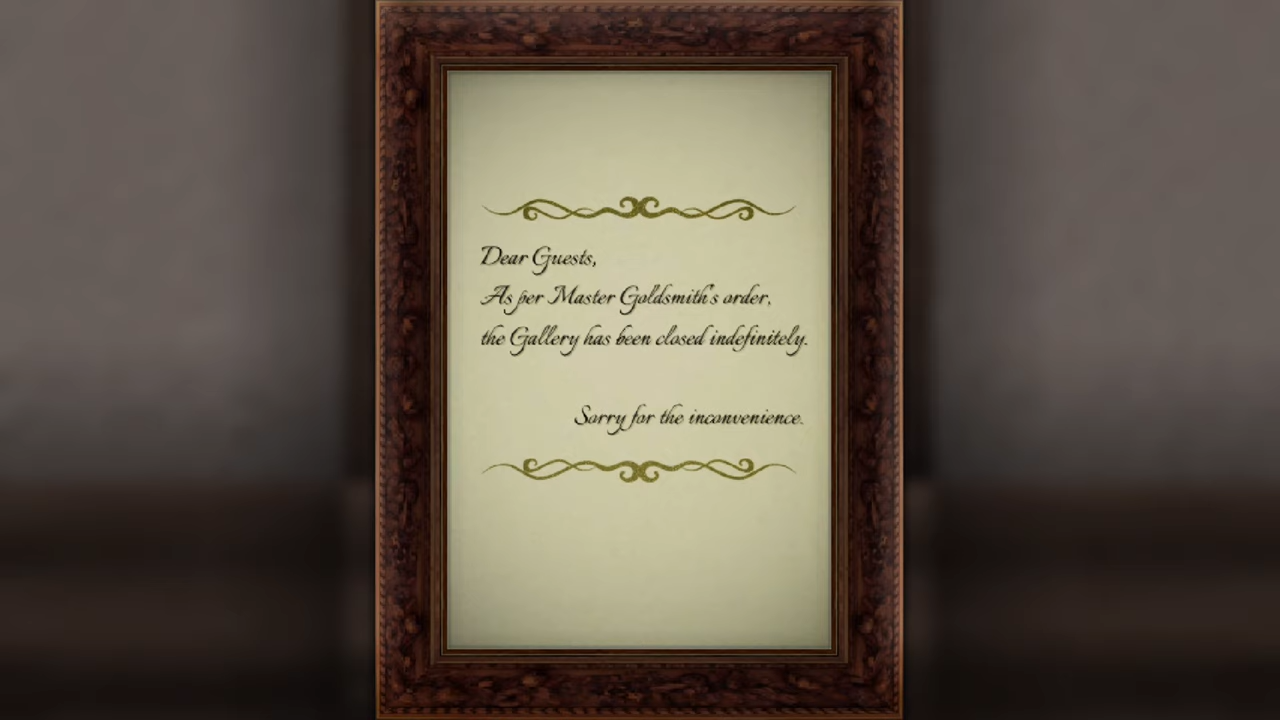 Dear Guests,
As per Master Goldsmith's order,
the Gallery has been closed indefinitely.
Sorry for the inconvenience.